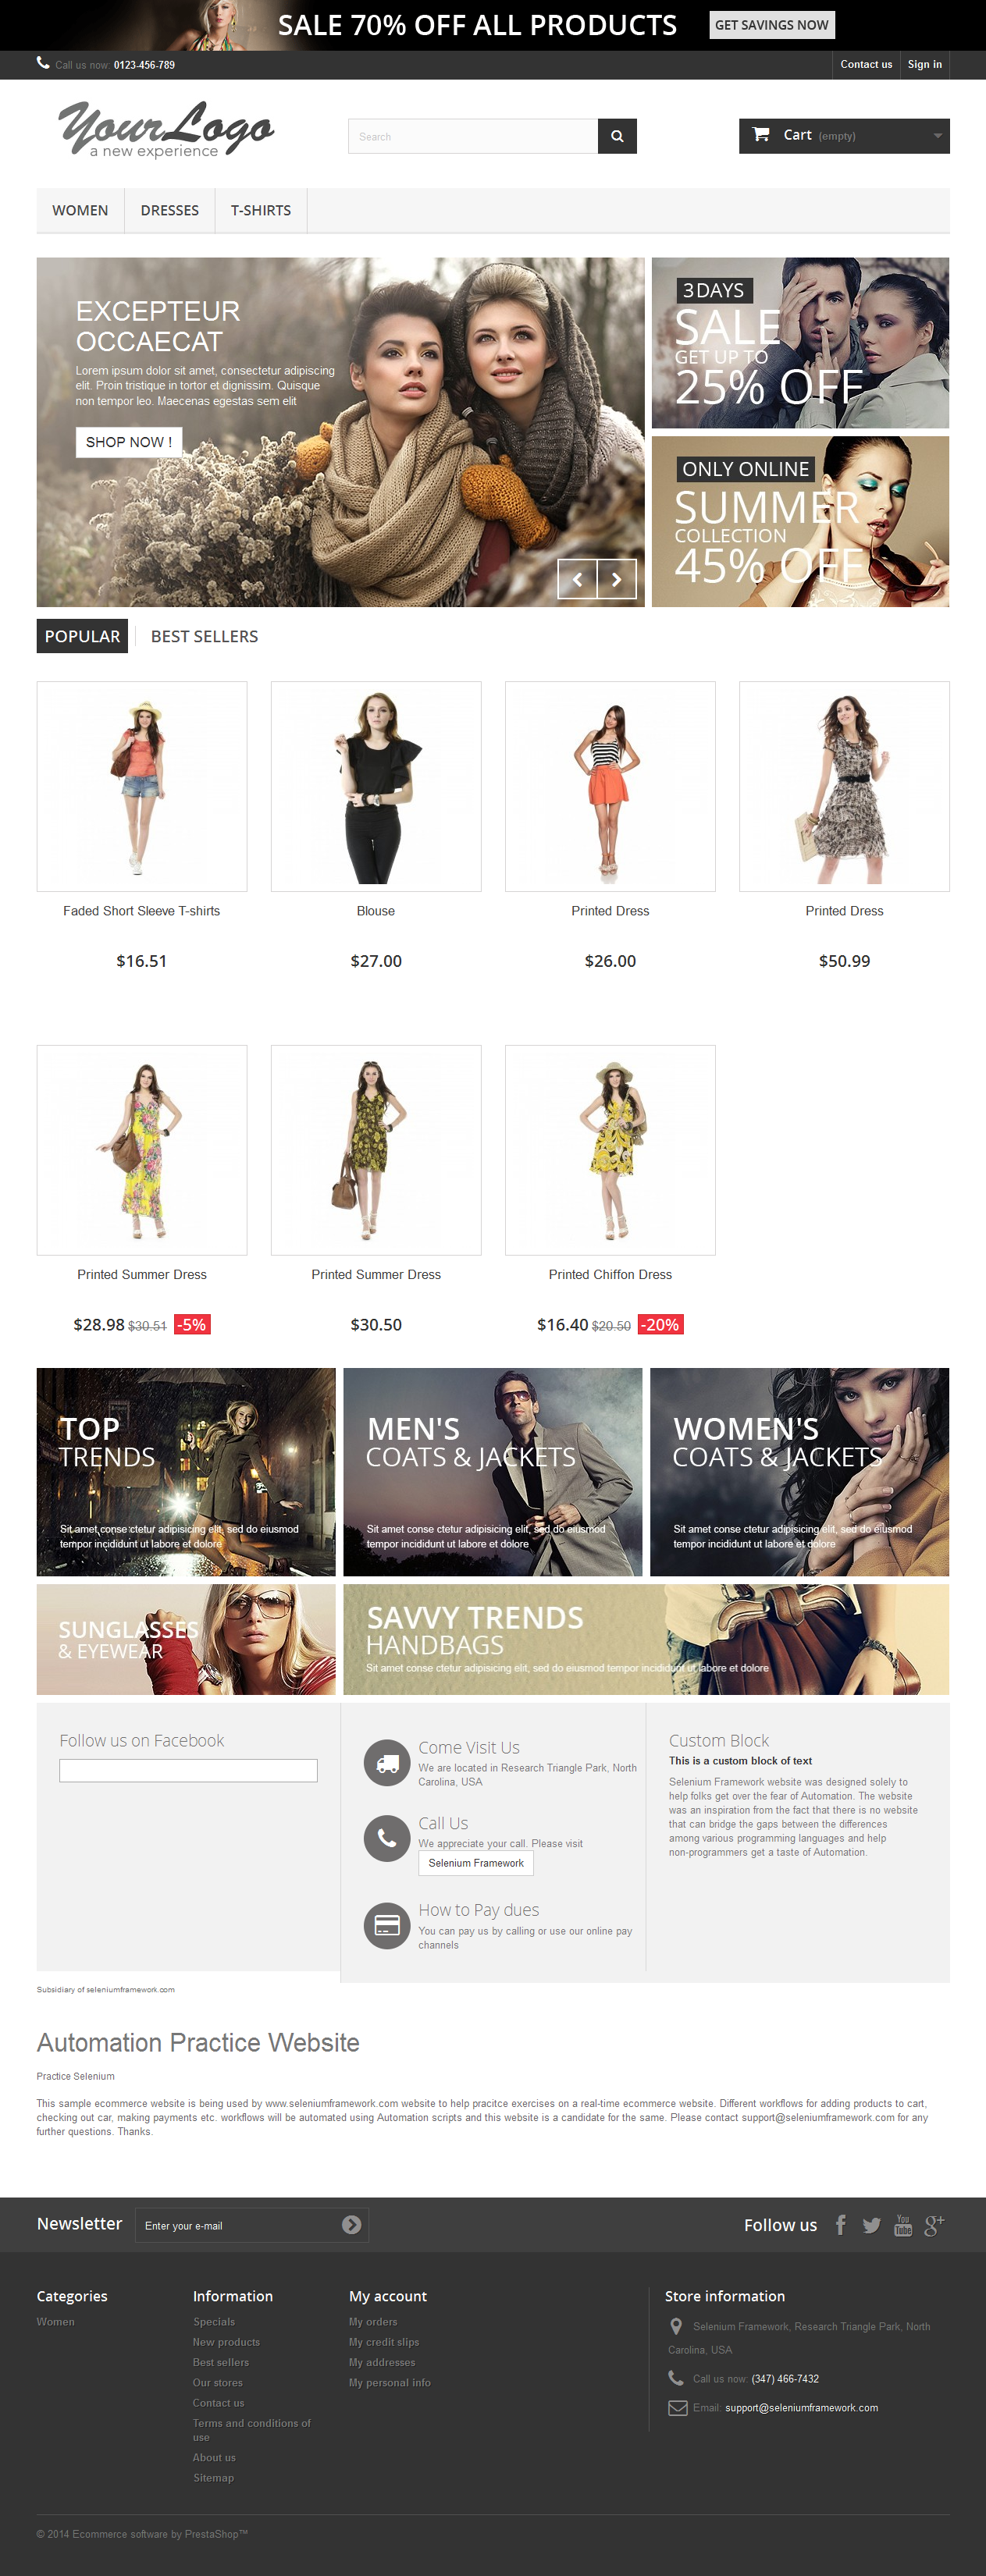 SALE 70% OFF ALL PRODUCTS
GET SAVINGS NOW
Call us now: 0123-456-789
Contact us
Sign in
YourLogo
a new experience
Search
Cart (empty)
WOMEN
DRESSES
T-SHIRTS
EXCEPTEUR
OCCAECAT
Lorem ipsum dolor sit amet, consectetur adipiscing
elit. Proin tristique in tortor et dignissim. Quisque
non tempor leo. Maecenas egestas sem elit
SHOP NOW !
3 DAYS
SALE
GET UP TO
25% OFF
ONLY ONLINE
SUMMER
COLLECTION
45% OFF
POPULAR
BEST SELLERS
Faded Short Sleeve T-shirts
Blouse
Printed Dress
Printed Dress
$16.51
$27.00
$26.00
$50.99
Printed Summer Dress
Printed Summer Dress
Printed Chiffon Dress
$28.98 $30.51 -5%
$30.50
$16.40 $20.50 -20%
TOP
TRENDS
Sit amet conse ctetur adipisicing elit, sed do eiusmod
tempor incididunt ut labore et dolore
MEN'S
COATS & JACKETS
Sit amet conse ctetur adipisicing elit, sed do eiusmod
tempor incididunt ut labore et dolore
WOMEN'S
COATS & JACKETS
Sit amet conse ctetur adipisicing elit, sed do eiusmod
tempor incididunt ut labore et dolore
SUNGLASSES
& EYEWEAR
SAVVY TRENDS
HANDBAGS
Sit amet conse ctetur adipisicing elit, sed do eiusmod tempor incididunt ut labore et dolore
Follow us on Facebook
Come Visit Us
We are located in Research Triangle Park, North
Carolina, USA
Call Us
We appreciate your call. Please visit
Selenium Framework
How to Pay dues
You can pay us by calling or use our online pay
channels
Custom Block
This is a custom block of text
Selenium Framework website was designed solely to
help folks get over the fear of Automation. The website
was an inspiration from the fact that there is no website
that can bridge the gaps between the differences
among various programming languages and help
non-programmers get a taste of Automation.
Subsidiary of seleniumframework.com
Automation Practice Website
Practice Selenium
This sample ecommerce website is being used by www.seleniumframework.com website to help pracitce exercises on a real-time ecommerce website. Different workflows for adding products to cart,
checking out car, making payments etc. workflows will be automated using Automation scripts and this website is a candidate for the same. Please contact support@seleniumframework.com for any
further questions. Thanks.
Newsletter
Enter your e-mail
Follow us
You
Tube
g+
Categories
Women
Information
Specials
New products
Best sellers
Our stores
Contact us
Terms and conditions of
use
About us
Sitemap
My account
My orders
My credit slips
My addresses
My personal info
Store information
Selenium Framework, Research Triangle Park, North
Carolina, USA
Call us now: (347) 466-7432
Email: support@seleniumframework.com
© 2014 Ecommerce software by PrestaShop™